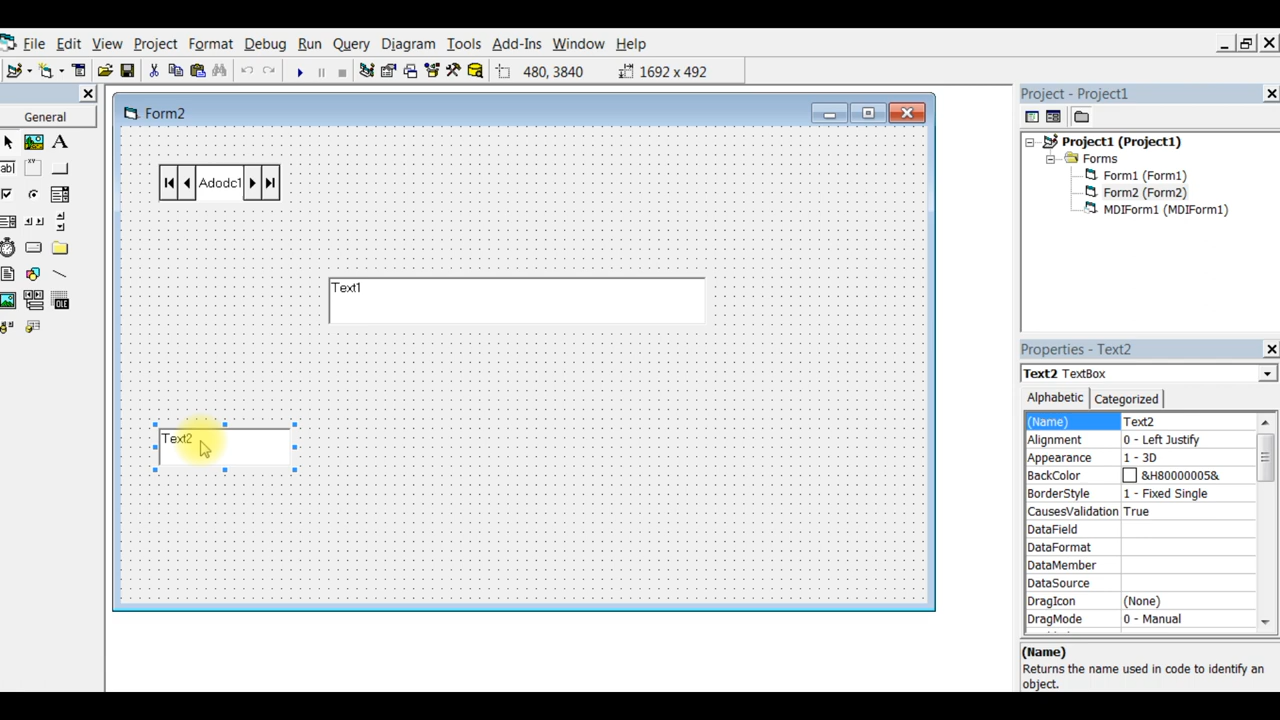 File Edit View Project Format Debug Run Query Diagram Tools Add-Ins Window Help
480, 3840 1692 x 492
General
A
ab|
xy
OLE
Form2
Adodc1
Text1
Text2
Project - Project1
Project1 (Project1)
Forms
Form1 (Form1)
Form2 (Form2)
MDIForm1 (MDIForm1)
Properties - Text2
Text2 TextBox
Alphabetic Categorized
(Name) Text2
Alignment 0 - Left Justify
Appearance 1 - 3D
BackColor &H80000005&
BorderStyle 1 - Fixed Single
CausesValidation True
DataField
DataFormat
DataMember
DataSource
DragIcon (None)
DragMode 0 - Manual
(Name)
Returns the name used in code to identify an
object.